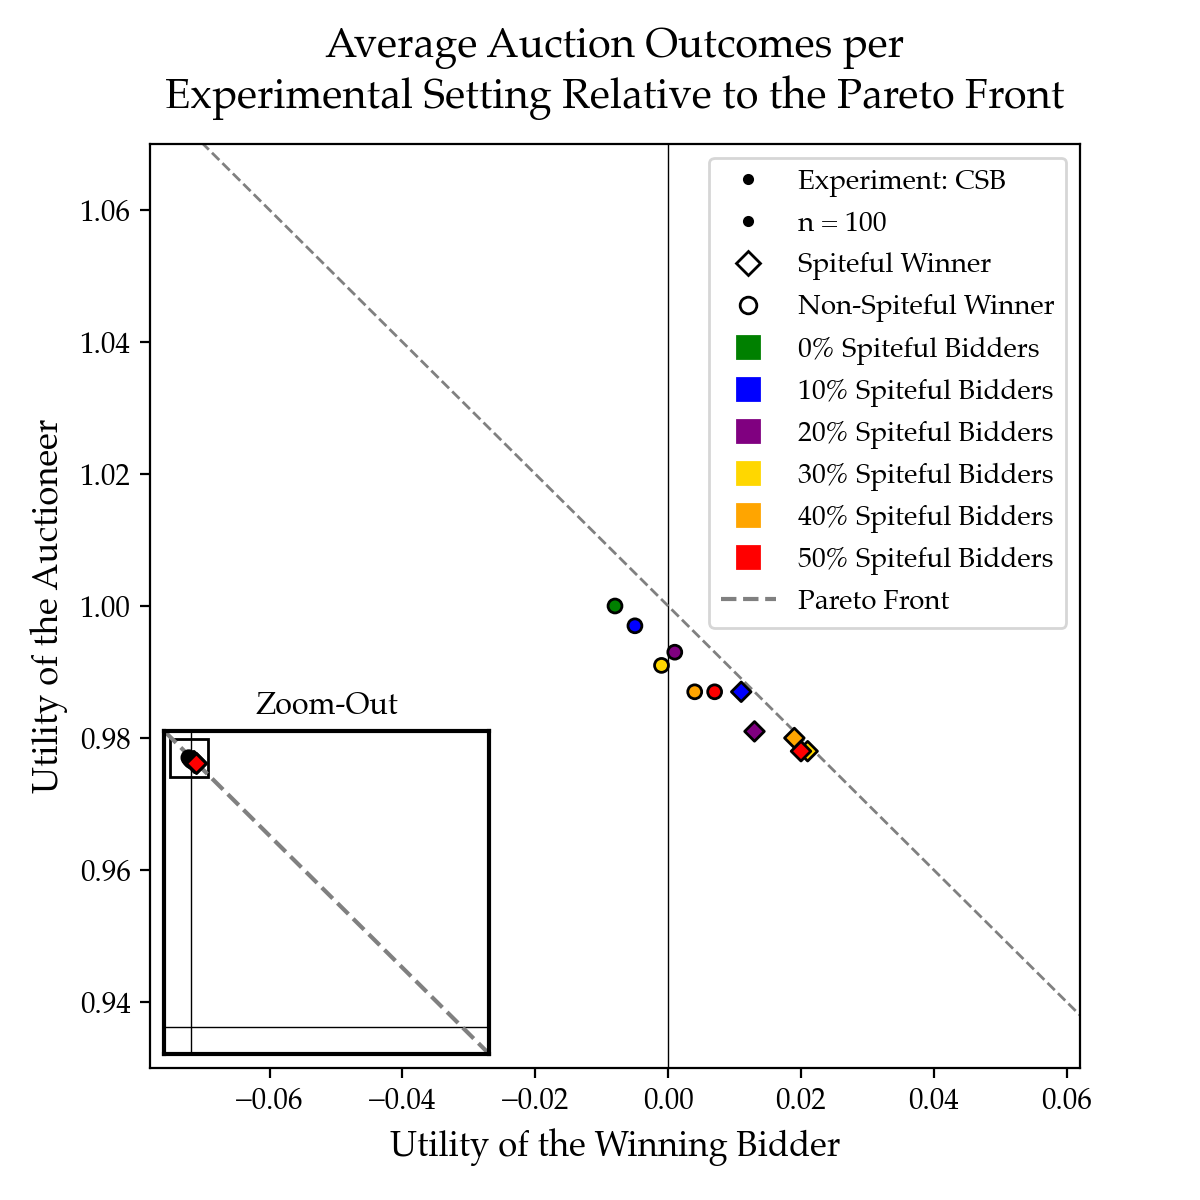 Average Auction Outcomes per
Experimental Setting Relative to the Pareto Front
Experiment: CSB
n = 100
Spiteful Winner
Non-Spiteful Winner
0% Spiteful Bidders
10% Spiteful Bidders
20% Spiteful Bidders
30% Spiteful Bidders
40% Spiteful Bidders
50% Spiteful Bidders
Pareto Front
Utility of the Auctioneer
1.06
1.04
1.02
1.00
0.98
0.96
0.94
Zoom-Out
−0.06
−0.04
−0.02
0.00
0.02
0.04
0.06
Utility of the Winning Bidder